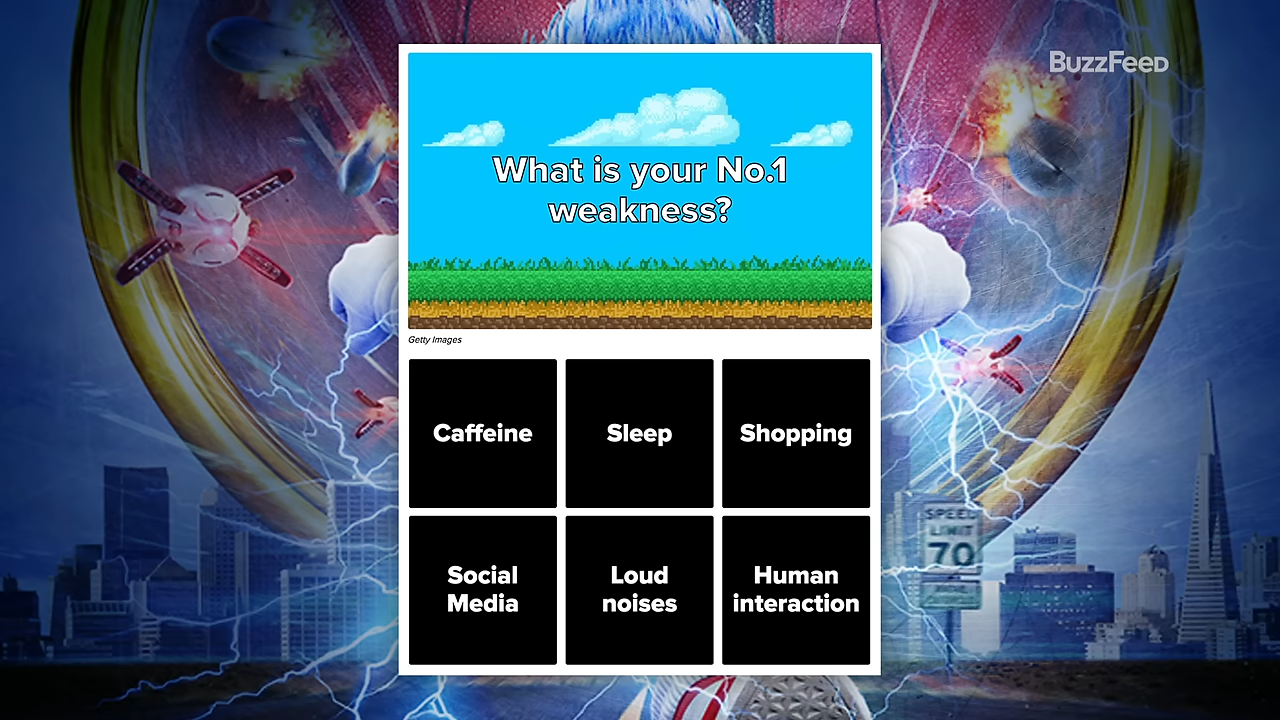 BuzzFeed
What is your No.1
weakness?
Getty Images
Caffeine
Sleep
Shopping
Social
Media
Loud
noises
Human
interaction
SPEED
LIMIT
70